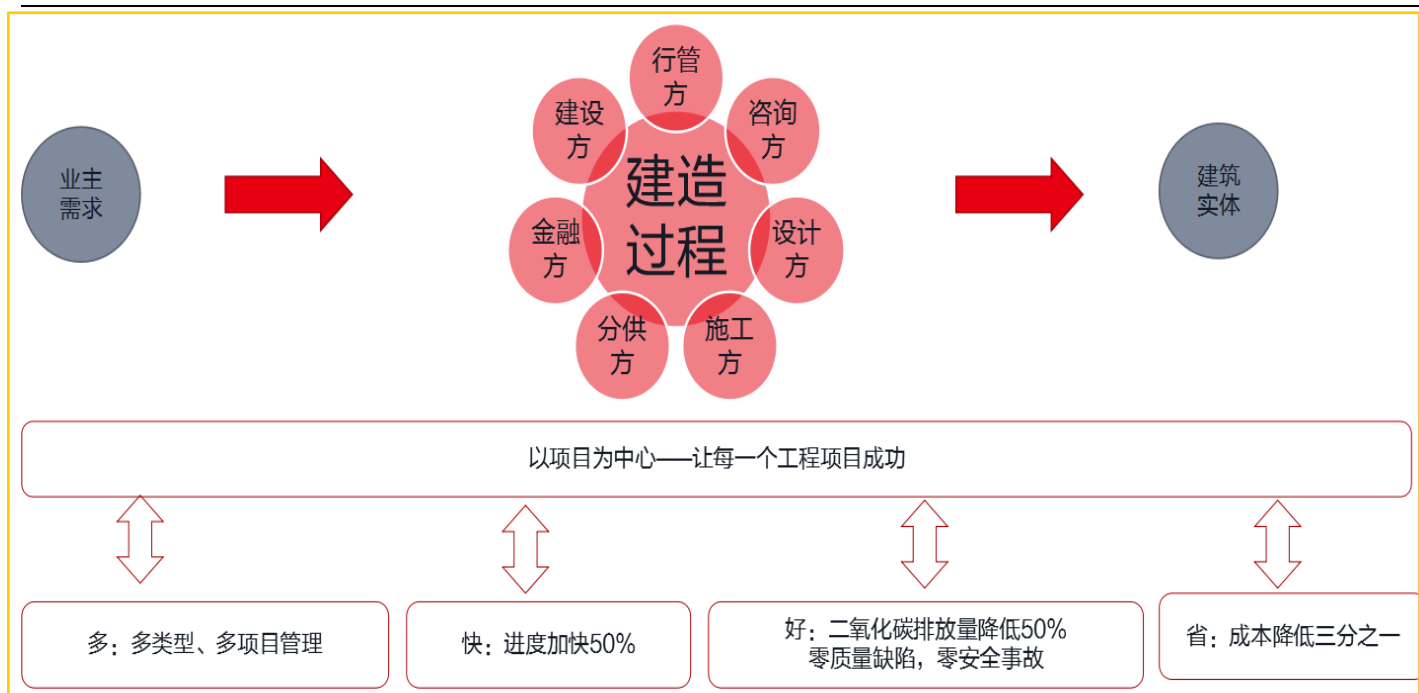 行管
方
建设
方
咨询
方
业主
需求
建造
过程
建筑
实体
金融
方
设计
方
分供
方
施工
方
以项目为中心——让每一个工程项目成功
多：多类型、多项目管理
快：进度加快50%
好：二氧化碳排放量降低50%
零质量缺陷，零安全事故
省：成本降低三分之一